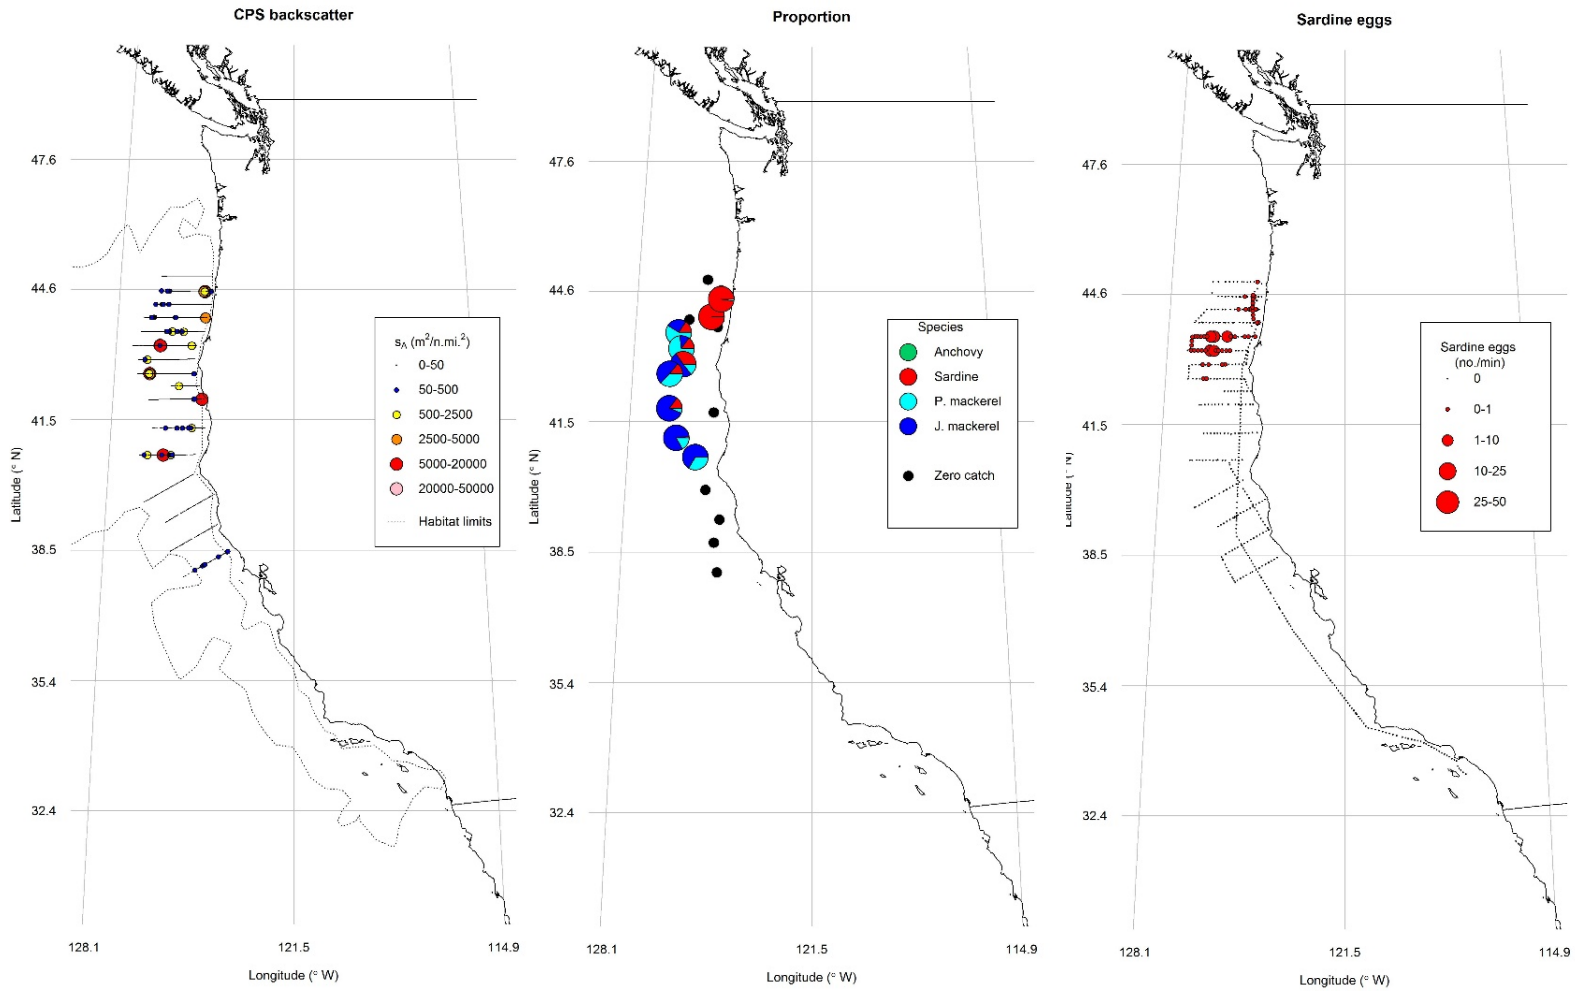 CPS backscatter
47.6
44.6
41.5
38.5
35.4
32.4
128.1
121.5
114.9
Latitude (° N)
Longitude (° W)
s_A (m²/n.mi.²)
0-50
50-500
500-2500
2500-5000
5000-20000
20000-50000
Habitat limits
Proportion
47.6
44.6
41.5
38.5
35.4
32.4
128.1
121.5
114.9
Latitude (° N)
Longitude (° W)
Species
Anchovy
Sardine
P. mackerel
J. mackerel
Zero catch
Sardine eggs
47.6
44.6
41.5
38.5
35.4
32.4
128.1
121.5
114.9
Latitude (° N)
Longitude (° W)
Sardine eggs
(no./min)
0
0-1
1-10
10-25
25-50